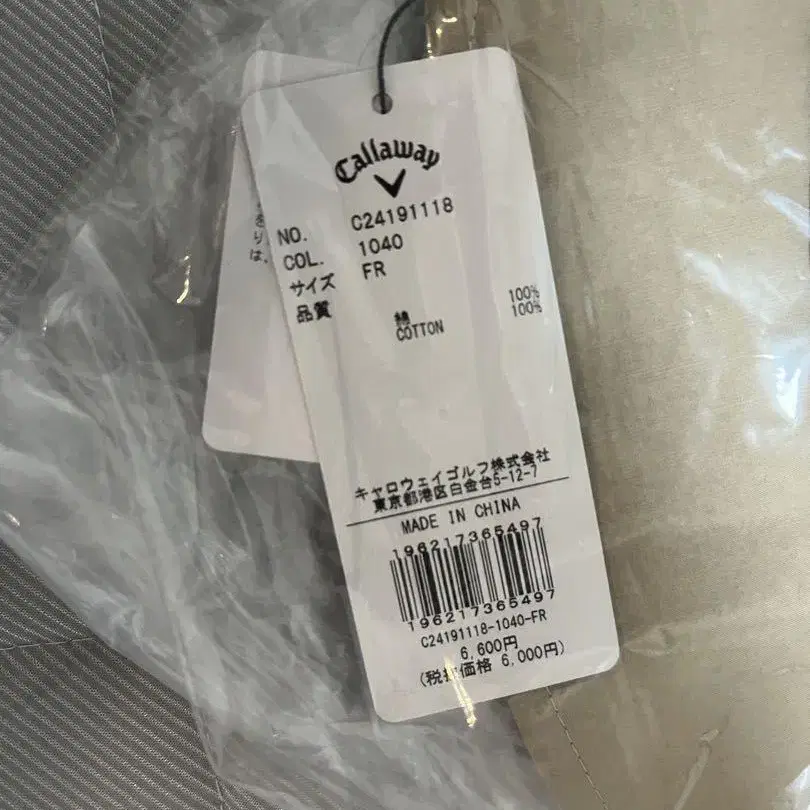 Callaway
NO. C24191118
COL. 1040
サイズ FR
品質 綿 100%
COTTON 100%
キャロウェイゴルフ株式会社
東京都港区白金台5-12-7
MADE IN CHINA
196217365497
196217365497
C24191118-1040-FR
6,600円
(税抜価格 6,000円)